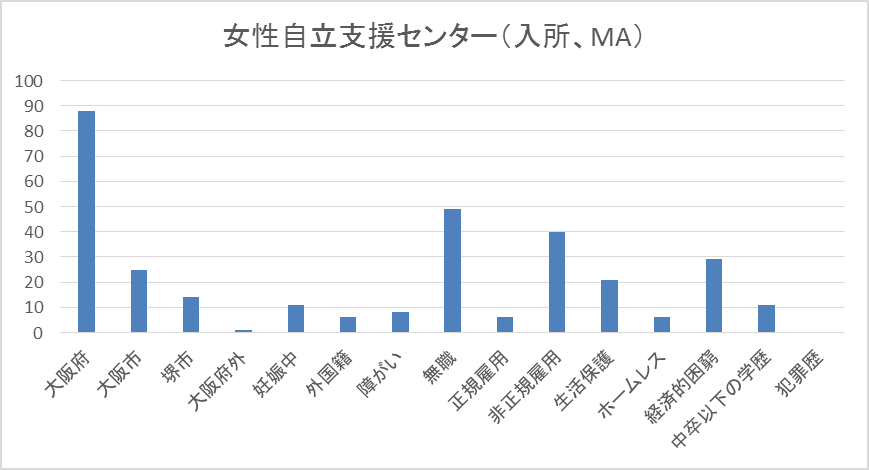 女性自立支援センター（入所、MA）
100
90
80
70
60
50
40
30
20
10
0
大阪府
大阪市
堺市
大阪府外
妊娠中
外国籍
障がい
無職
正規雇用
非正規雇用
生活保護
ホームレス
経済的困窮
中卒以下の学歴
犯罪歴